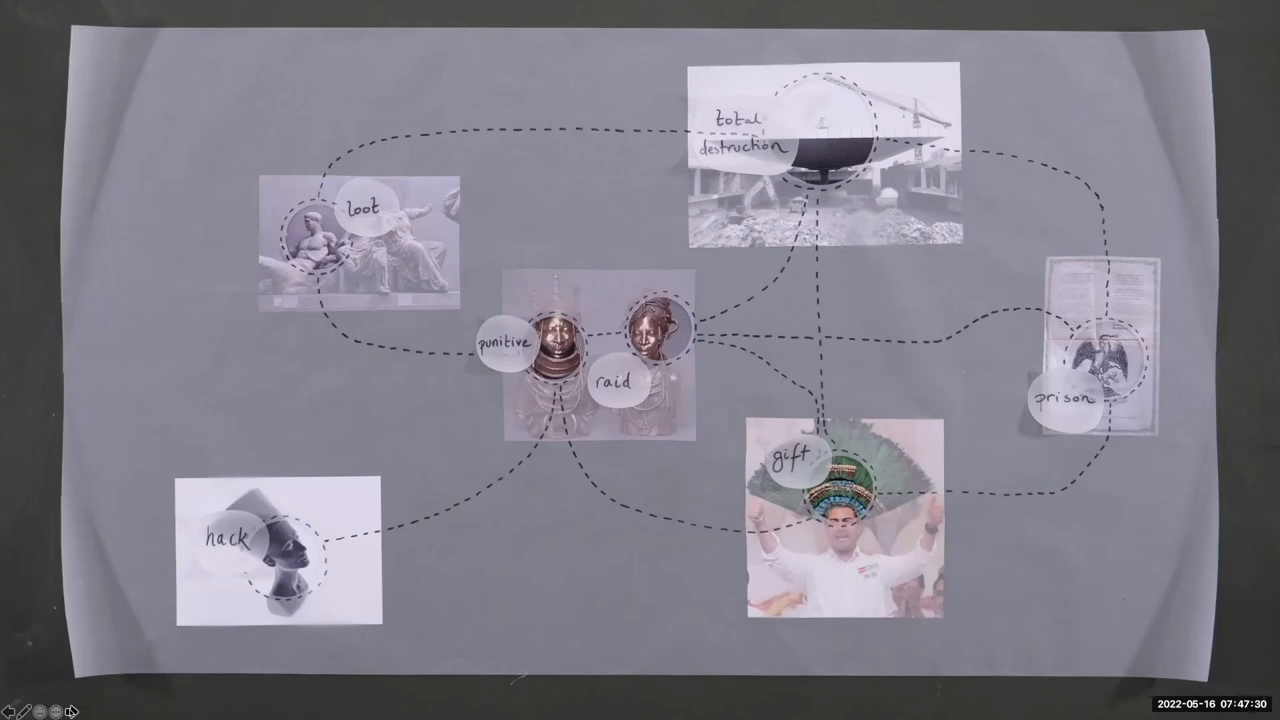 total
destruction
loot
punitive
raid
prison
gift
hack
2022-05-16 07:47:30